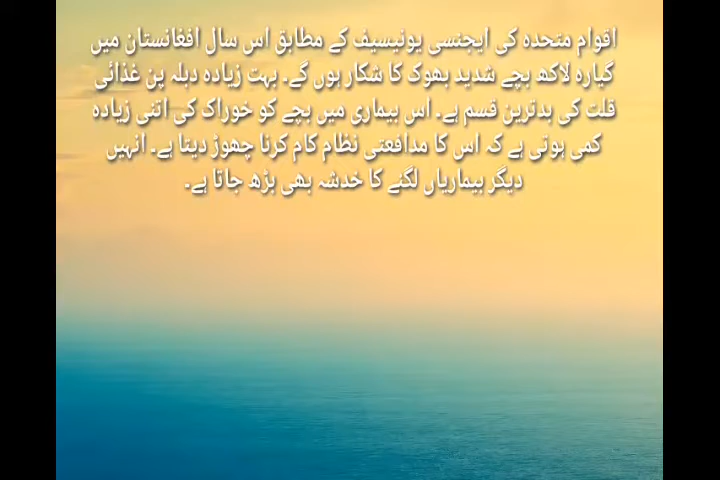 اقوام متحدہ کی ایجنسی یونیسیف کے مطابق اس سال افغانستان میں
گیارہ لاکھ بچے شدید بھوک کا شکار ہوں گے۔ بہت زیادہ دبلہ پن غذائی
قلت کی بدترین قسم ہے۔ اس بیماری میں بچے کو خوراک کی اتنی زیادہ
کمی ہوتی ہے کہ اس کا مدافعتی نظام کام کرنا چھوڑ دیتا ہے۔ انہیں
دیگر بیماریاں لگنے کا خدشہ بھی بڑھ جاتا ہے۔